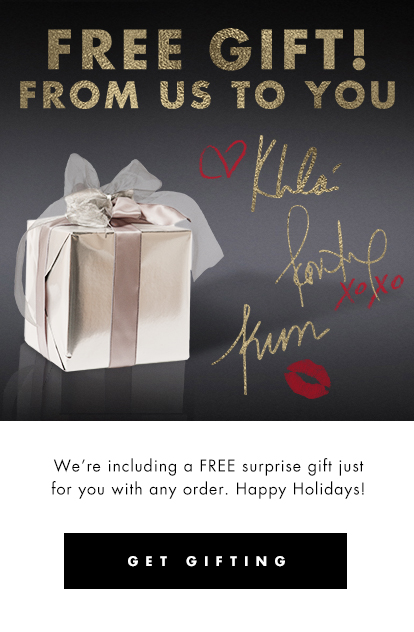 FREE GIFT!
FROM US TO YOU
Khloé
Kourtney
Kim
XOXO
We're including a FREE surprise gift just
for you with any order. Happy Holidays!
GET GIFTING